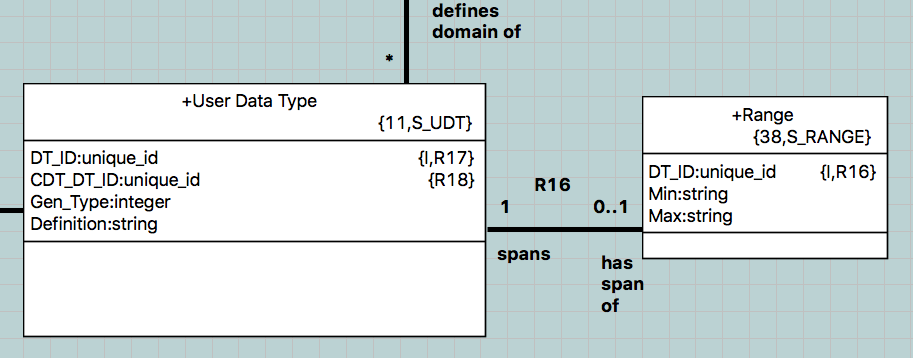 defines
domain of
*
+User Data Type
{11,S_UDT}
DT_ID:unique_id {I,R17}
CDT_DT_ID:unique_id {R18}
Gen_Type:integer
Definition:string
R16
1 0..1
spans
has
span
of
+Range
{38,S_RANGE}
DT_ID:unique_id {I,R16}
Min:string
Max:string